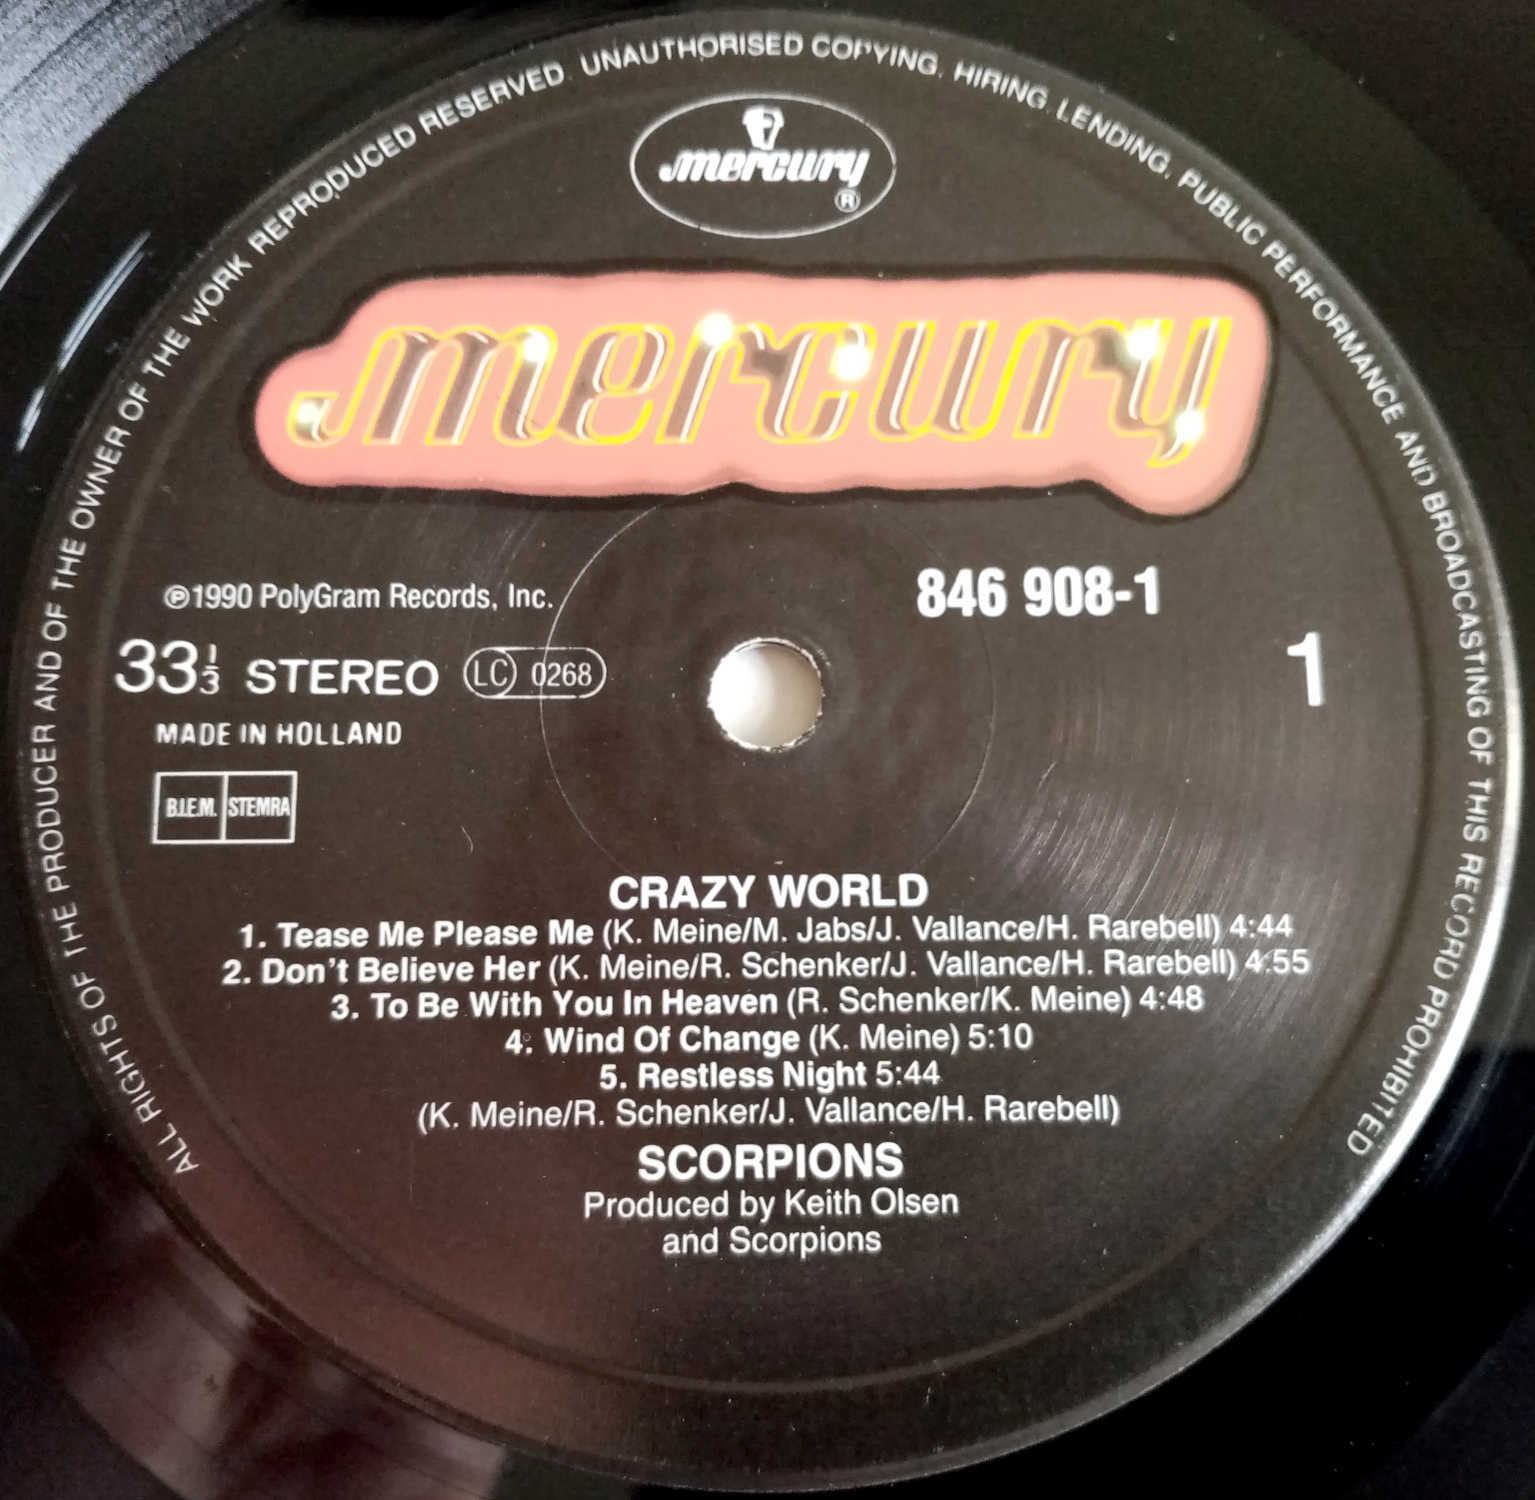 ALL RIGHTS OF THE PRODUCER AND OF THE OWNER OF THE WORK REPRODUCED RESERVED. UNAUTHORISED COPYING, HIRING, LENDING, PUBLIC PERFORMANCE AND BROADCASTING OF THIS RECORD PROHIBITED
mercury
®
mercury
℗1990 PolyGram Records, Inc.
846 908-1
33 1/3 STEREO LC 0268
1
MADE IN HOLLAND
B.I.E.M. STEMRA
CRAZY WORLD
1. Tease Me Please Me (K. Meine/M. Jabs/J. Vallance/H. Rarebell) 4:44
2. Don't Believe Her (K. Meine/R. Schenker/J. Vallance/H. Rarebell) 4:55
3. To Be With You In Heaven (R. Schenker/K. Meine) 4:48
4. Wind Of Change (K. Meine) 5:10
5. Restless Night 5:44
(K. Meine/R. Schenker/J. Vallance/H. Rarebell)
SCORPIONS
Produced by Keith Olsen
and Scorpions